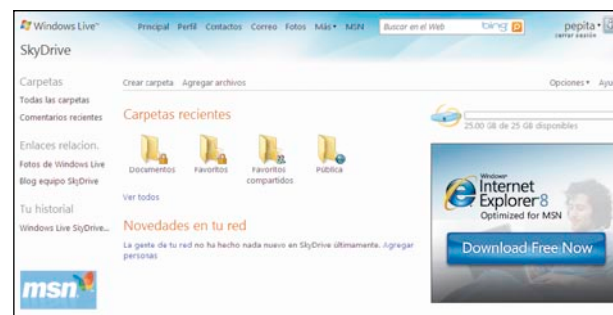 Windows Live™ Principal Perfil Contactos Correo Fotos Más MSN Buscar en el Web bing pepita
cerrar sesión
SkyDrive
Carpetas
Todas las carpetas
Comentarios recientes
Enlaces relacion.
Fotos de Windows Live
Blog equipo SkyDrive
Tu historial
Windows Live SkyDrive...
msn
Crear carpeta Agregar archivos Opciones Ayu
Carpetas recientes
Documentos Favoritos Favoritos compartidos Pública
Ver todos
Novedades en tu red
La gente de tu red no ha hecho nada nuevo en SkyDrive últimamente. Agregar
personas
25.00 GB de 25 GB disponibles
Windows
Internet
Explorer 8
Optimized for MSN
Download Free Now